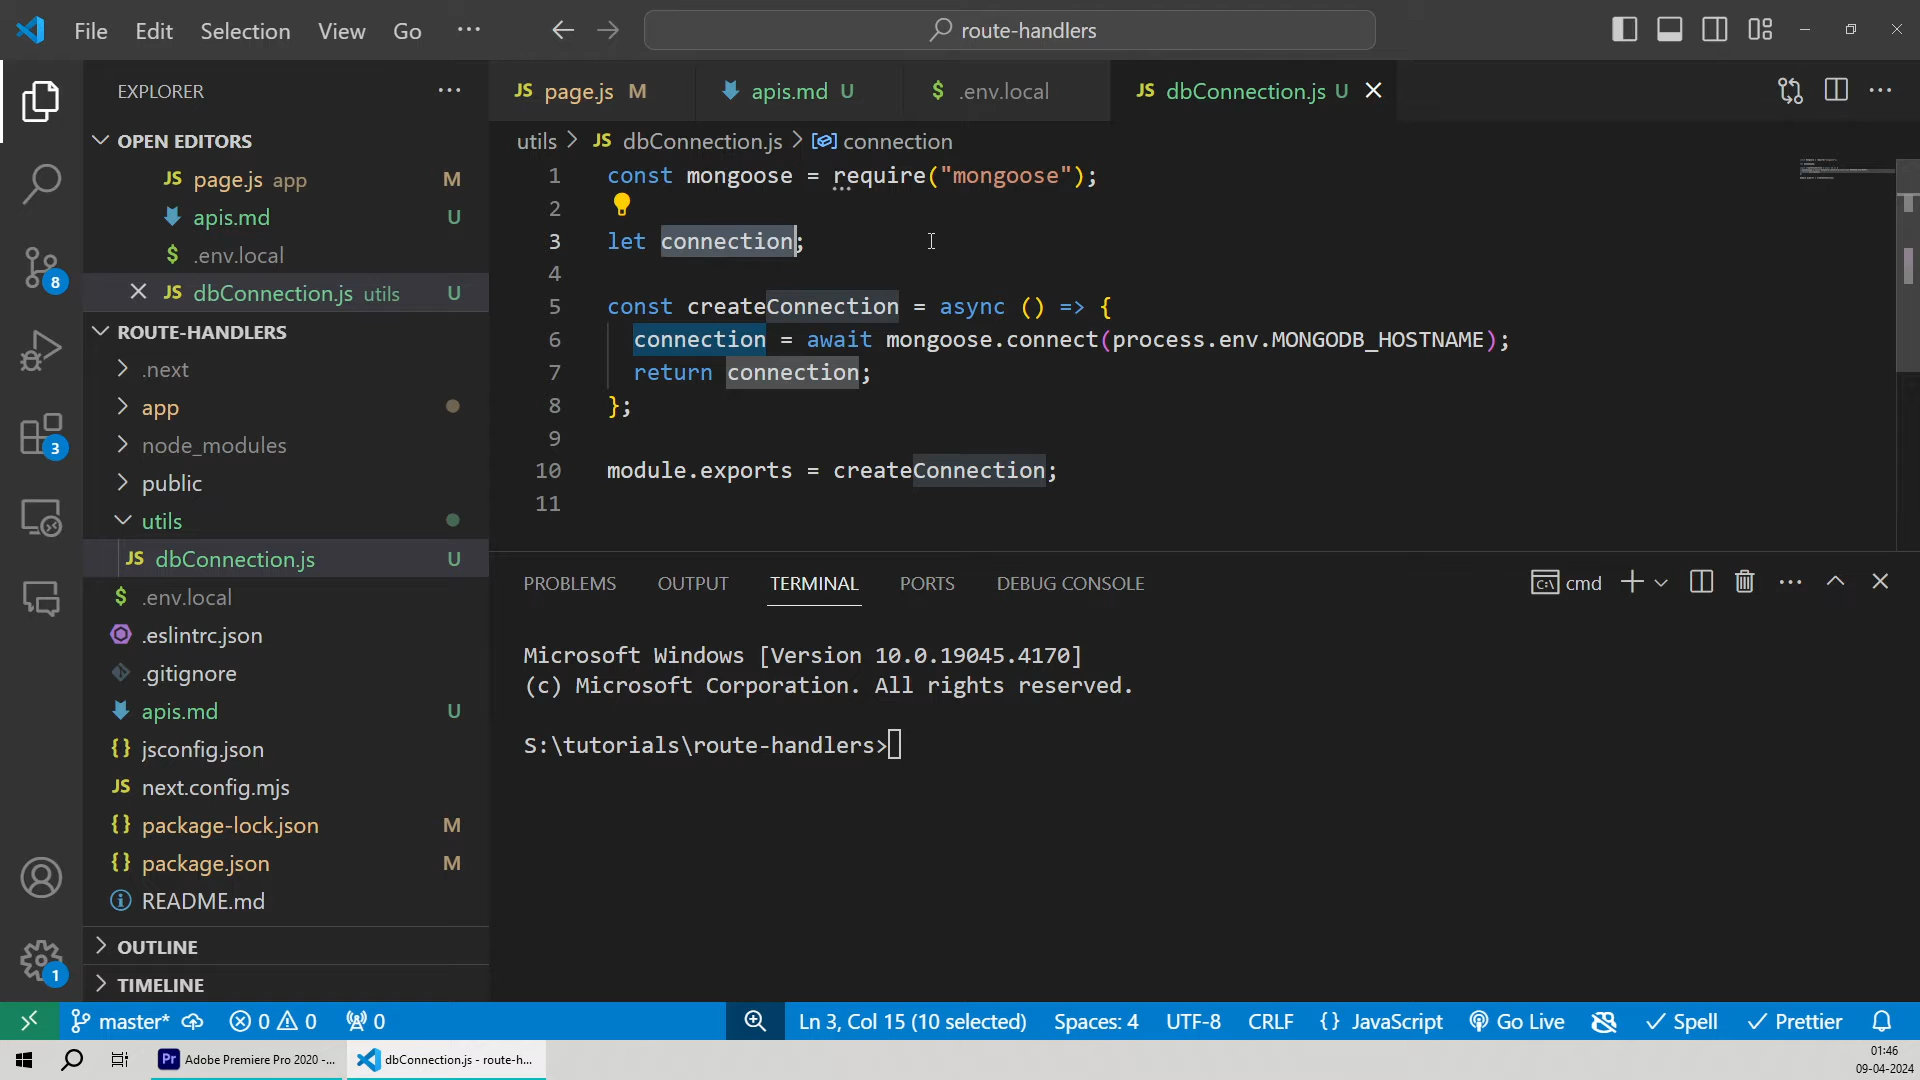 File Edit Selection View Go ··· route-handlers
EXPLORER ···
OPEN EDITORS
JS page.js app M
apis.md U
$ .env.local
JS dbConnection.js utils U
ROUTE-HANDLERS
.next
app
node_modules
public
utils
JS dbConnection.js U
$ .env.local
.eslintrc.json
.gitignore
apis.md U
{} jsconfig.json
JS next.config.mjs
{} package-lock.json M
{} package.json M
README.md
OUTLINE
TIMELINE
8
3
1
JS page.js M apis.md U $ .env.local JS dbConnection.js U
utils > JS dbConnection.js > connection
1 const mongoose = require("mongoose");
2
3 let connection;
4
5 const createConnection = async () => {
6 connection = await mongoose.connect(process.env.MONGODB_HOSTNAME);
7 return connection;
8 };
9
10 module.exports = createConnection;
11
PROBLEMS OUTPUT TERMINAL PORTS DEBUG CONSOLE cmd
Microsoft Windows [Version 10.0.19045.4170]
(c) Microsoft Corporation. All rights reserved.
S:\tutorials\route-handlers>
master* 0 0 0 Ln 3, Col 15 (10 selected) Spaces: 4 UTF-8 CRLF {} JavaScript Go Live Spell Prettier
Pr Adobe Premiere Pro 2020 -... dbConnection.js - route-h...
01:46
09-04-2024